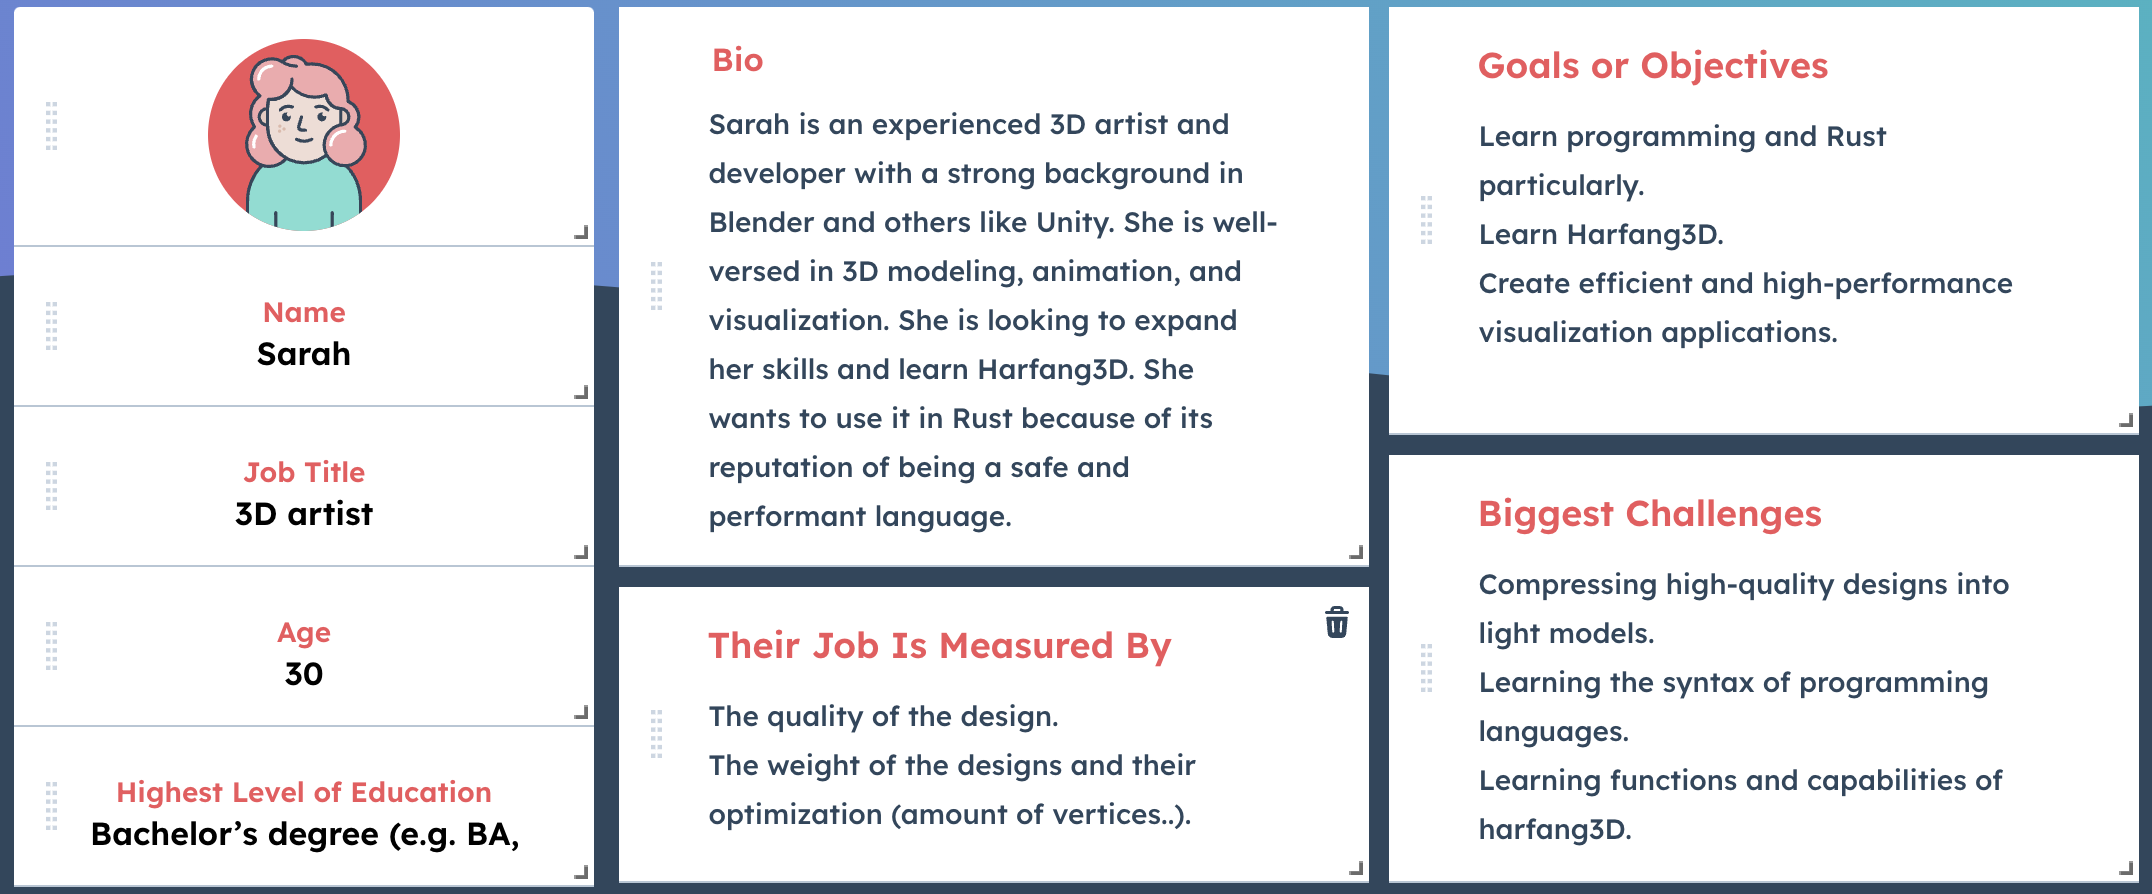 Name
Sarah
Job Title
3D artist
Age
30
Highest Level of Education
Bachelor’s degree (e.g. BA,
Bio
Sarah is an experienced 3D artist and
developer with a strong background in
Blender and others like Unity. She is well-
versed in 3D modeling, animation, and
visualization. She is looking to expand
her skills and learn Harfang3D. She
wants to use it in Rust because of its
reputation of being a safe and
performant language.
Their Job Is Measured By
The quality of the design.
The weight of the designs and their
optimization (amount of vertices..).
Goals or Objectives
Learn programming and Rust
particularly.
Learn Harfang3D.
Create efficient and high-performance
visualization applications.
Biggest Challenges
Compressing high-quality designs into
light models.
Learning the syntax of programming
languages.
Learning functions and capabilities of
harfang3D.